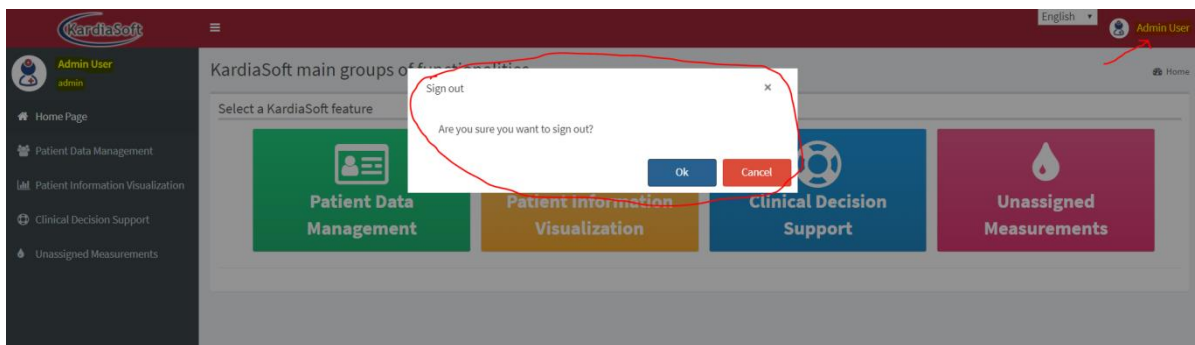 KardiaSoft
English
Admin User
Admin User
admin
KardiaSoft main groups of functionalities
Home
Sign out
×
Select a KardiaSoft feature
Are you sure you want to sign out?
Ok
Cancel
Home Page
Patient Data Management
Patient Information Visualization
Clinical Decision Support
Unassigned Measurements
Patient Data
Management
Patient Information
Visualization
Clinical Decision
Support
Unassigned
Measurements